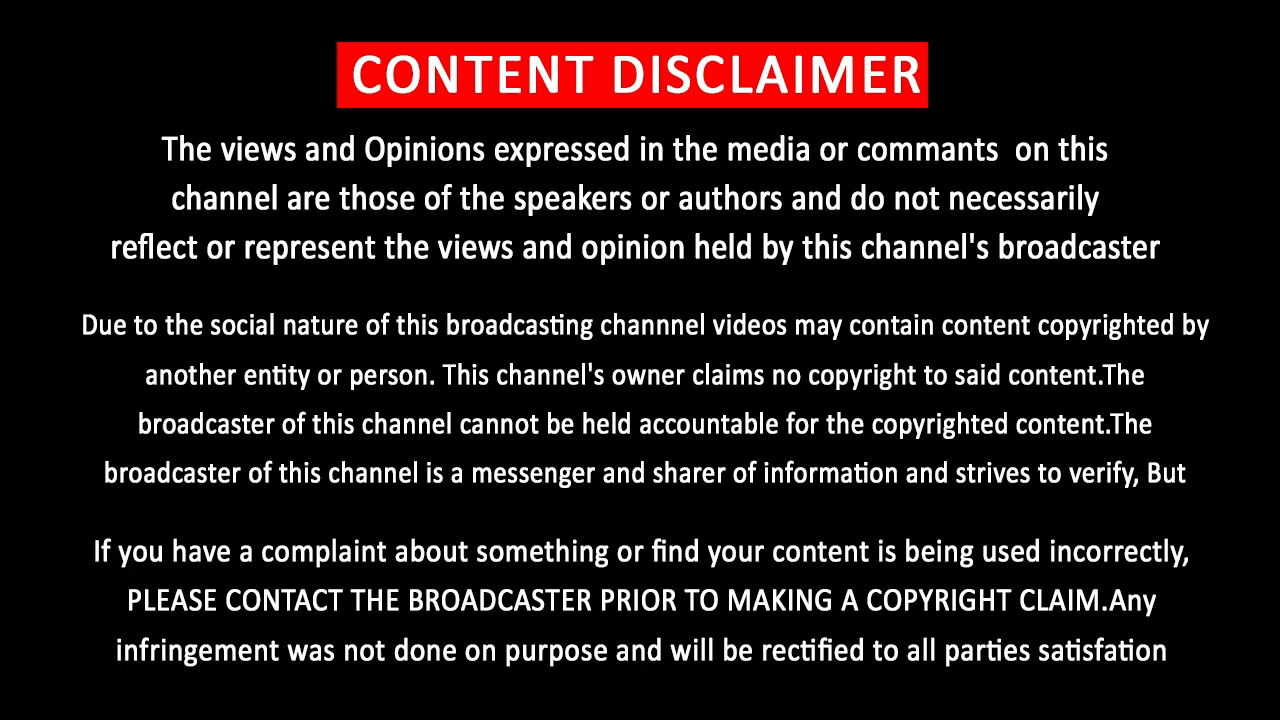 CONTENT DISCLAIMER
The views and Opinions expressed in the media or commants  on this
channel are those of the speakers or authors and do not necessarily
reflect or represent the views and opinion held by this channel's broadcaster
Due to the social nature of this broadcasting channnel videos may contain content copyrighted by
another entity or person. This channel's owner claims no copyright to said content.The
broadcaster of this channel cannot be held accountable for the copyrighted content.The
broadcaster of this channel is a messenger and sharer of information and strives to verify, But
If you have a complaint about something or find your content is being used incorrectly,
PLEASE CONTACT THE BROADCASTER PRIOR TO MAKING A COPYRIGHT CLAIM.Any
infringement was not done on purpose and will be rectified to all parties satisfation